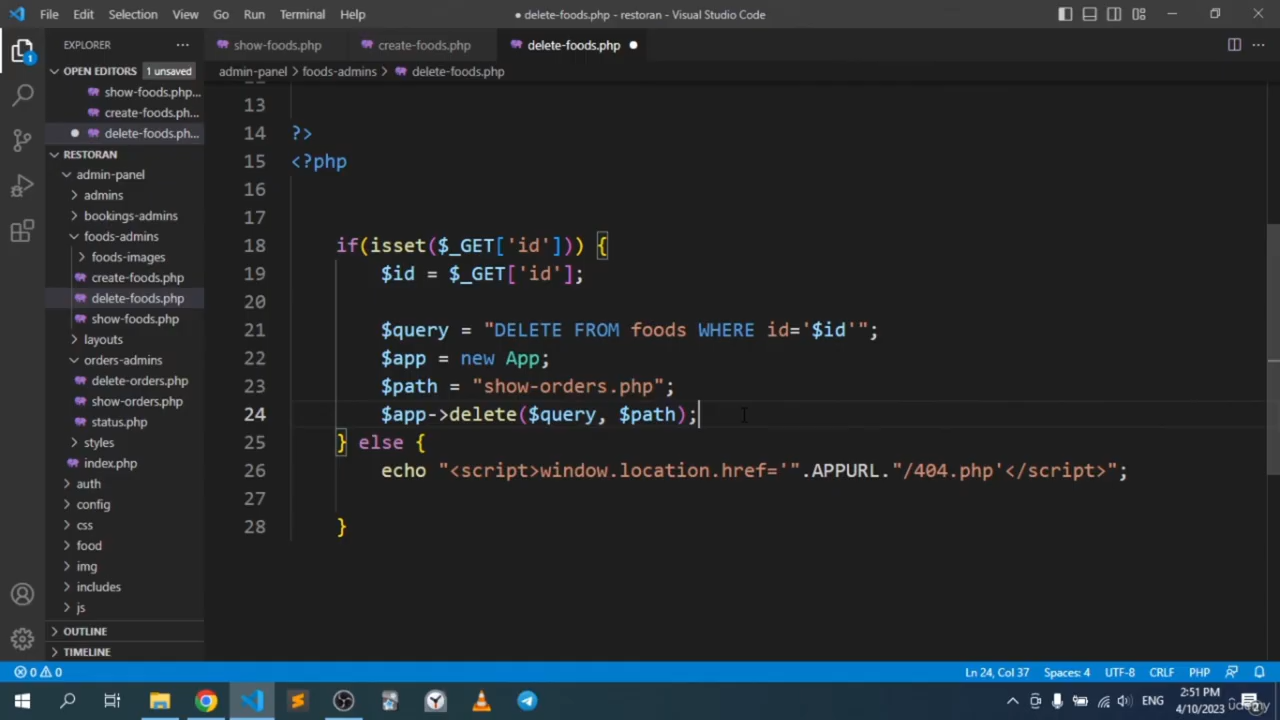 File Edit Selection View Go Run Terminal Help
● delete-foods.php - restoran - Visual Studio Code
EXPLORER
show-foods.php
create-foods.php
delete-foods.php
OPEN EDITORS 1 unsaved
admin-panel > foods-admins > delete-foods.php
show-foods.php...
create-foods.ph...
delete-foods.ph...
RESTORAN
admin-panel
admins
bookings-admins
foods-admins
foods-images
create-foods.php
delete-foods.php
show-foods.php
layouts
orders-admins
delete-orders.php
show-orders.php
status.php
styles
index.php
auth
config
css
food
img
includes
js
OUTLINE
TIMELINE
13
14 ?>
15 <?php
16
17
18 if(isset($_GET['id'])) {
19 $id = $_GET['id'];
20
21 $query = "DELETE FROM foods WHERE id='$id'";
22 $app = new App;
23 $path = "show-orders.php";
24 $app->delete($query, $path);
25 } else {
26 echo "<script>window.location.href='".APPURL."/404.php'</script>";
27
28 }
0 0
Ln 24, Col 37 Spaces: 4 UTF-8 CRLF PHP
ENG
2:51 PM
4/10/2023
ûdemy